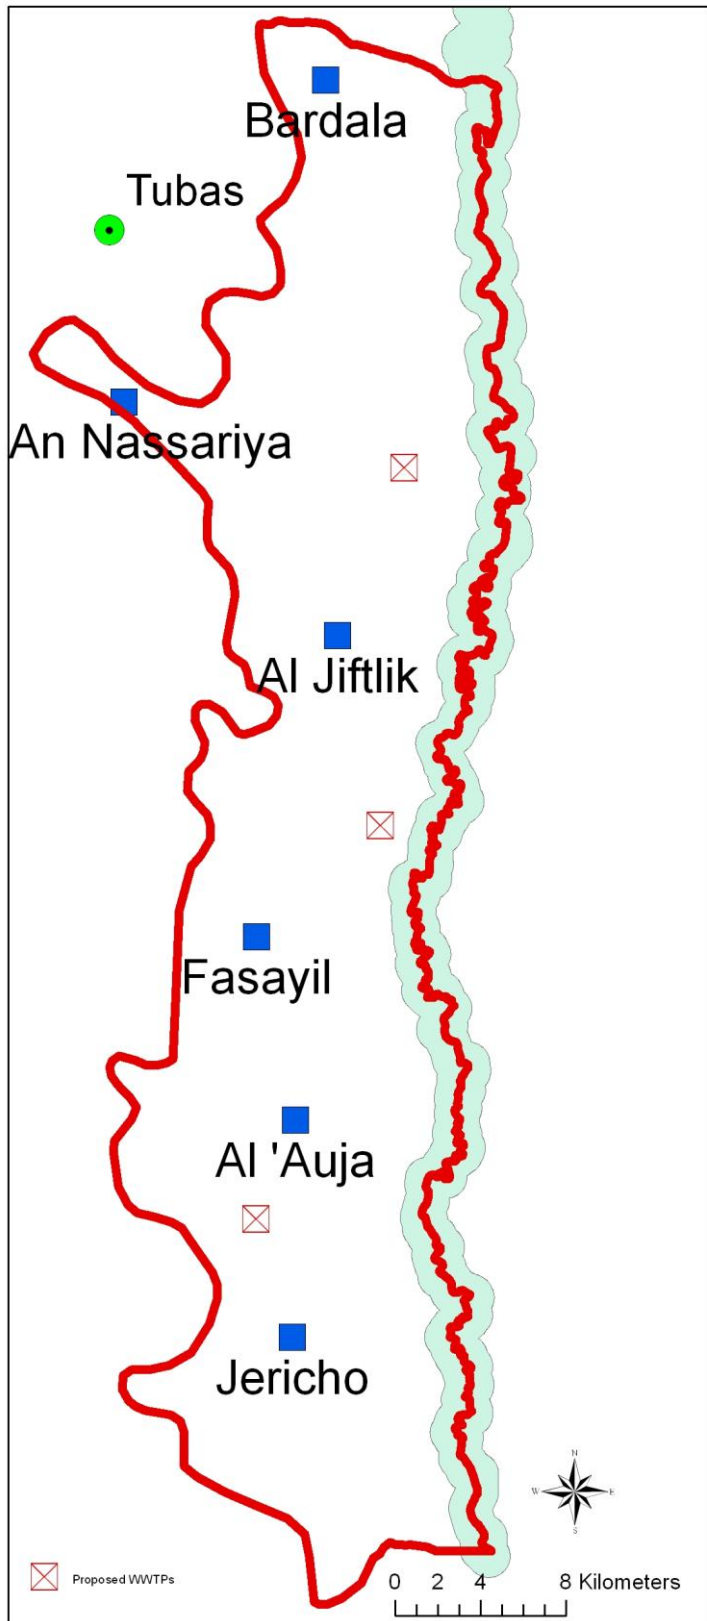 Bardala
Tubas
An Nassariya
Al Jiftlik
Fasayil
Al 'Auja
Jericho
N
W E
S
Proposed WWTPs
0 2 4 8 Kilometers